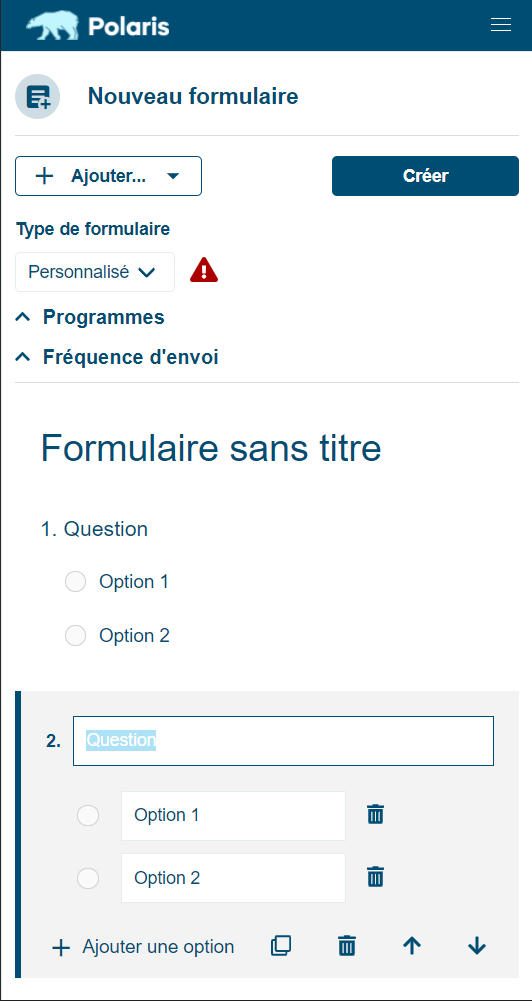 Polaris
Nouveau formulaire
Ajouter...
Créer
Type de formulaire
Personnalisé
Programmes
Fréquence d'envoi
Formulaire sans titre
1. Question
Option 1
Option 2
2. Question
Option 1
Option 2
Ajouter une option